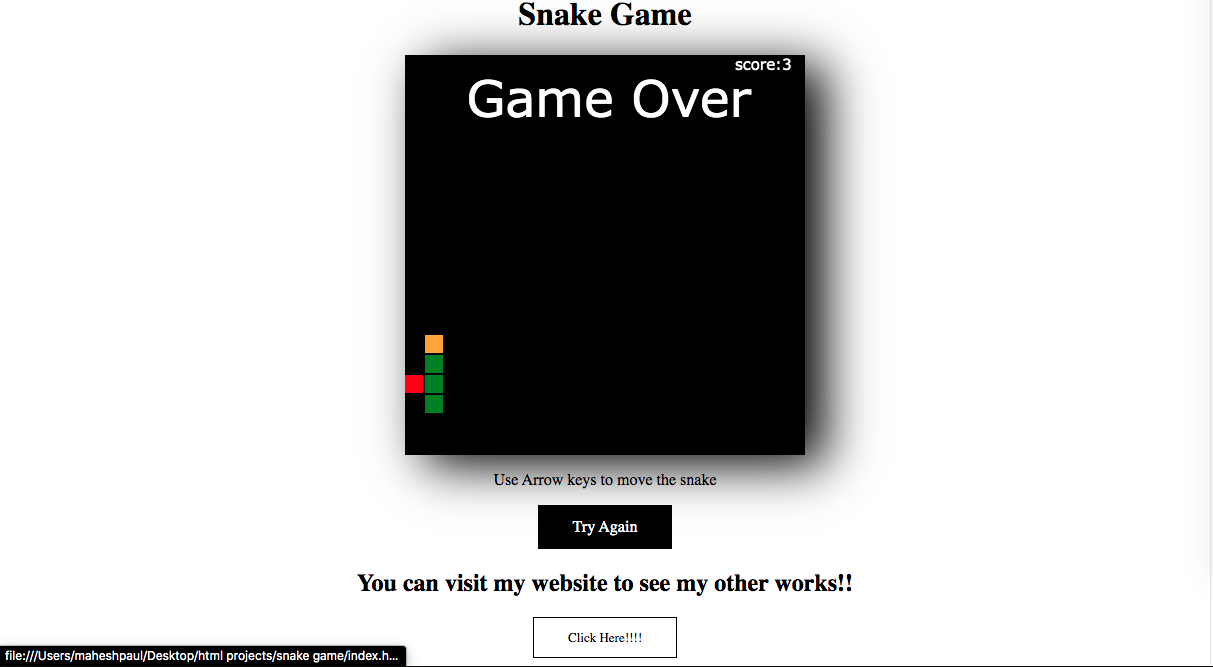 Snake Game
score:3
Game Over
Use Arrow keys to move the snake
Try Again
You can visit my website to see my other works!!
Click Here!!!!
file:///Users/maheshpaul/Desktop/html projects/snake game/index.h...